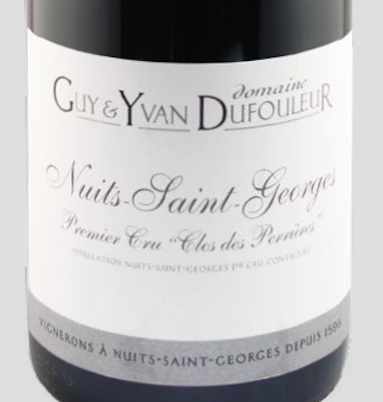 domaine
GUY & YVAN DUFOULEUR
Nuits-Saint-Georges
Premier Cru "Clos des Perrières"
APPELLATION NUITS-SAINT-GEORGES 1ER CRU CONTRÔLÉE
VIGNERONS À NUITS-SAINT-GEORGES DEPUIS 1596